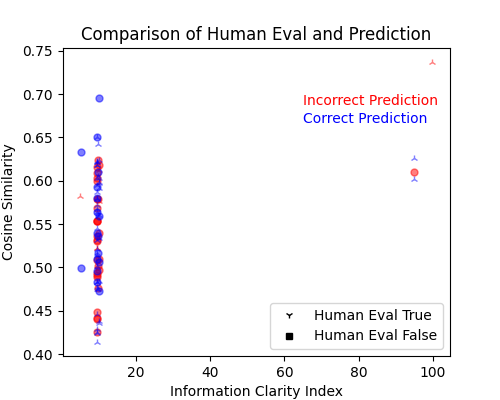 Comparison of Human Eval and Prediction
0.75
0.70
0.65
0.60
0.55
0.50
0.45
0.40
Cosine Similarity
Incorrect Prediction
Correct Prediction
Human Eval True
Human Eval False
20
40
60
80
100
Information Clarity Index